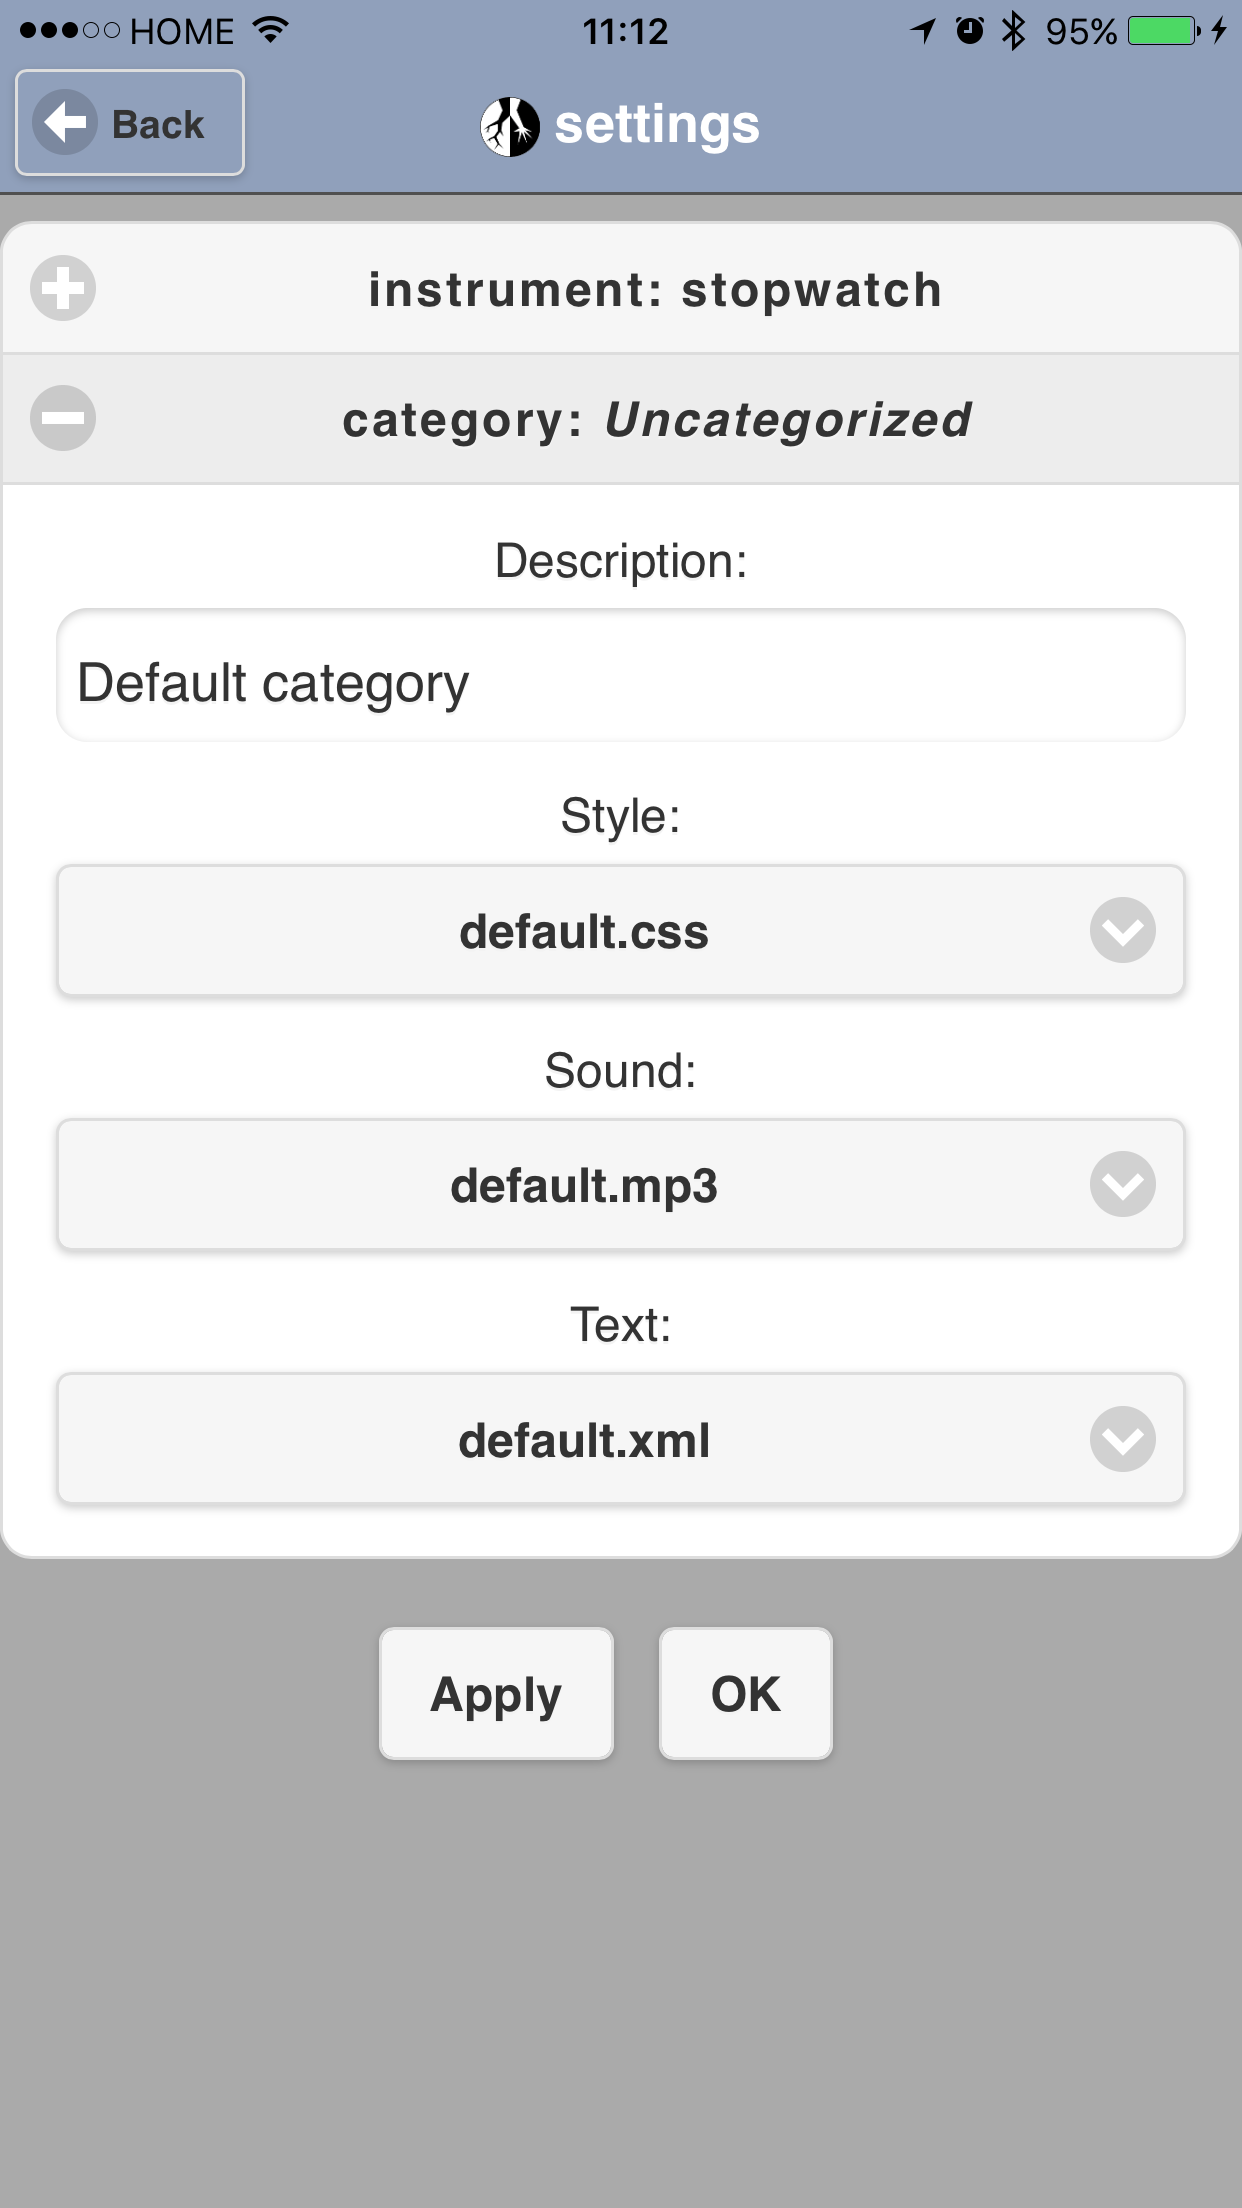 HOME 11:12 95%
Back settings
instrument: stopwatch
category: Uncategorized
Description:
Default category
Style:
default.css
Sound:
default.mp3
Text:
default.xml
Apply OK